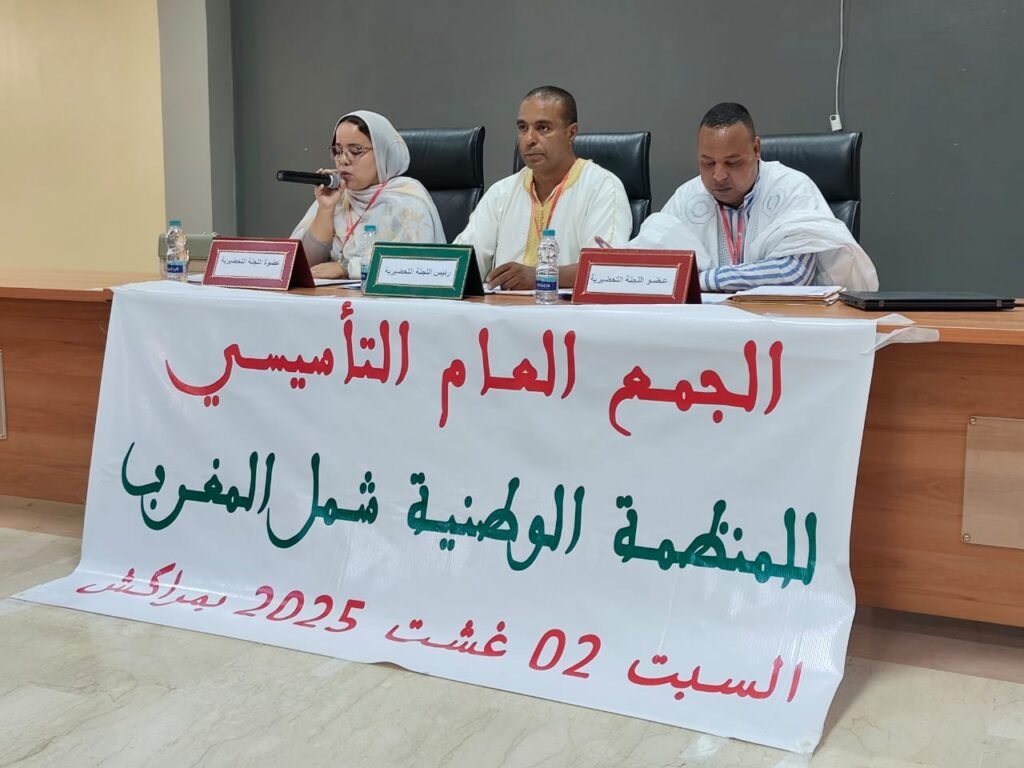 عضوة اللجنة التحضيرية
رئيس اللجنة التحضيرية
عضو اللجنة التحضيرية
الجمع العام التأميسي
للمنظمة الوطنية شمل المغرب
السبت 02 غشت 2025 بمراكش